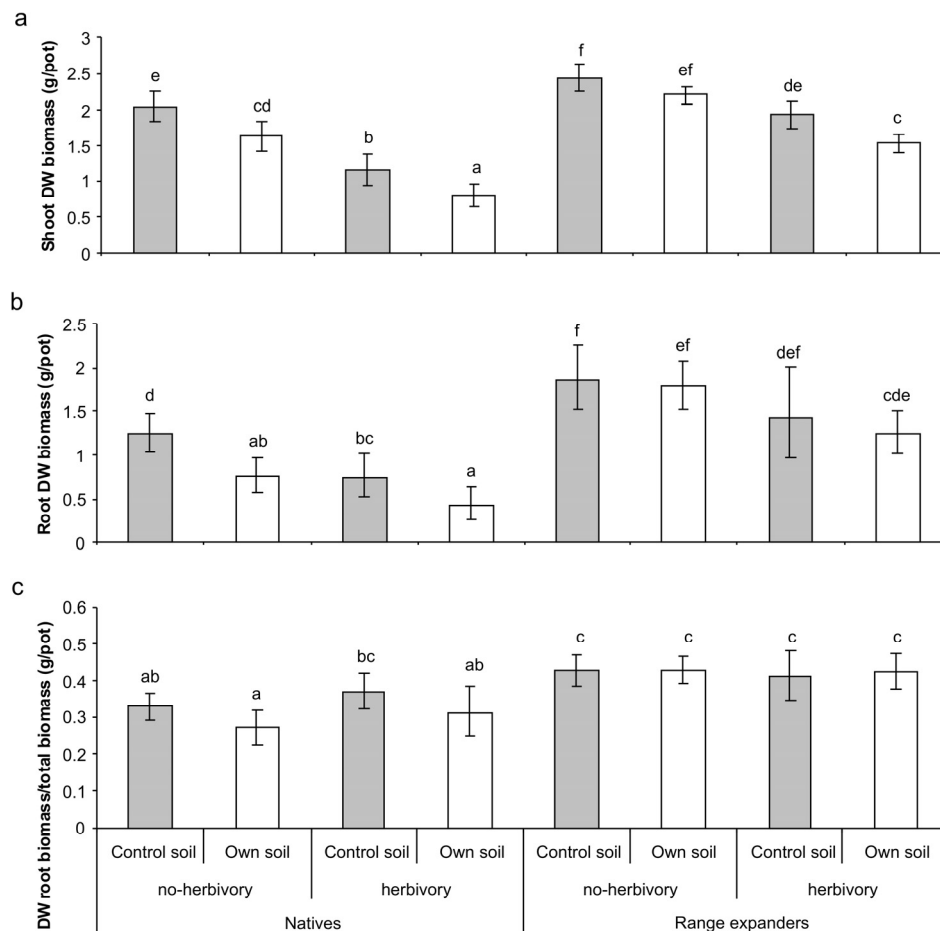 a
Shoot DW biomass (g/pot)
3
2.5
2
1.5
1
0.5
0
e
cd
b
a
f
ef
de
c
b
Root DW biomass (g/pot)
2.5
2
1.5
1
0.5
0
d
ab
bc
a
f
ef
def
cde
c
DW root biomass/total biomass (g/pot)
0.6
0.5
0.4
0.3
0.2
0.1
0
ab
a
bc
ab
c
c
c
c
Control soil Own soil Control soil Own soil Control soil Own soil Control soil Own soil
no-herbivory herbivory no-herbivory herbivory
Natives Range expanders